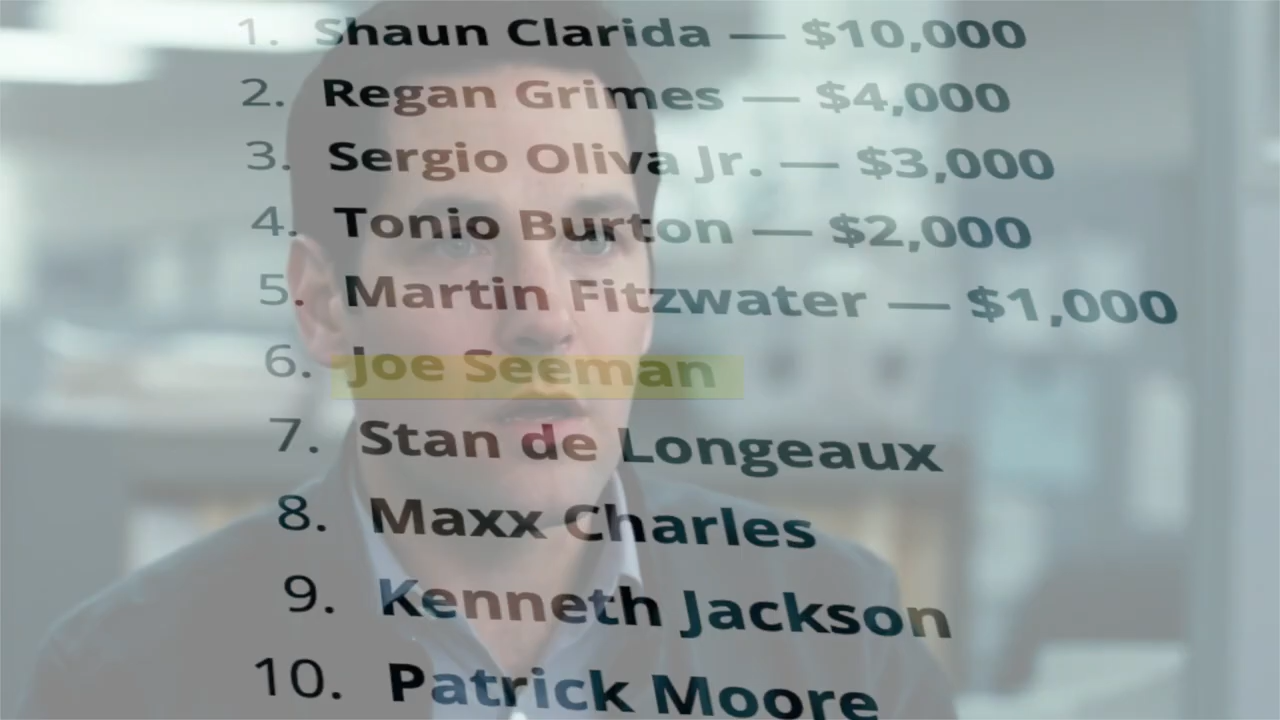 1. Shaun Clarida — $10,000
2. Regan Grimes — $4,000
3. Sergio Oliva Jr. — $3,000
4. Tonio Burton — $2,000
5. Martin Fitzwater — $1,000
6. Joe Seeman
7. Stan de Longeaux
8. Maxx Charles
9. Kenneth Jackson
10. Patrick Moore